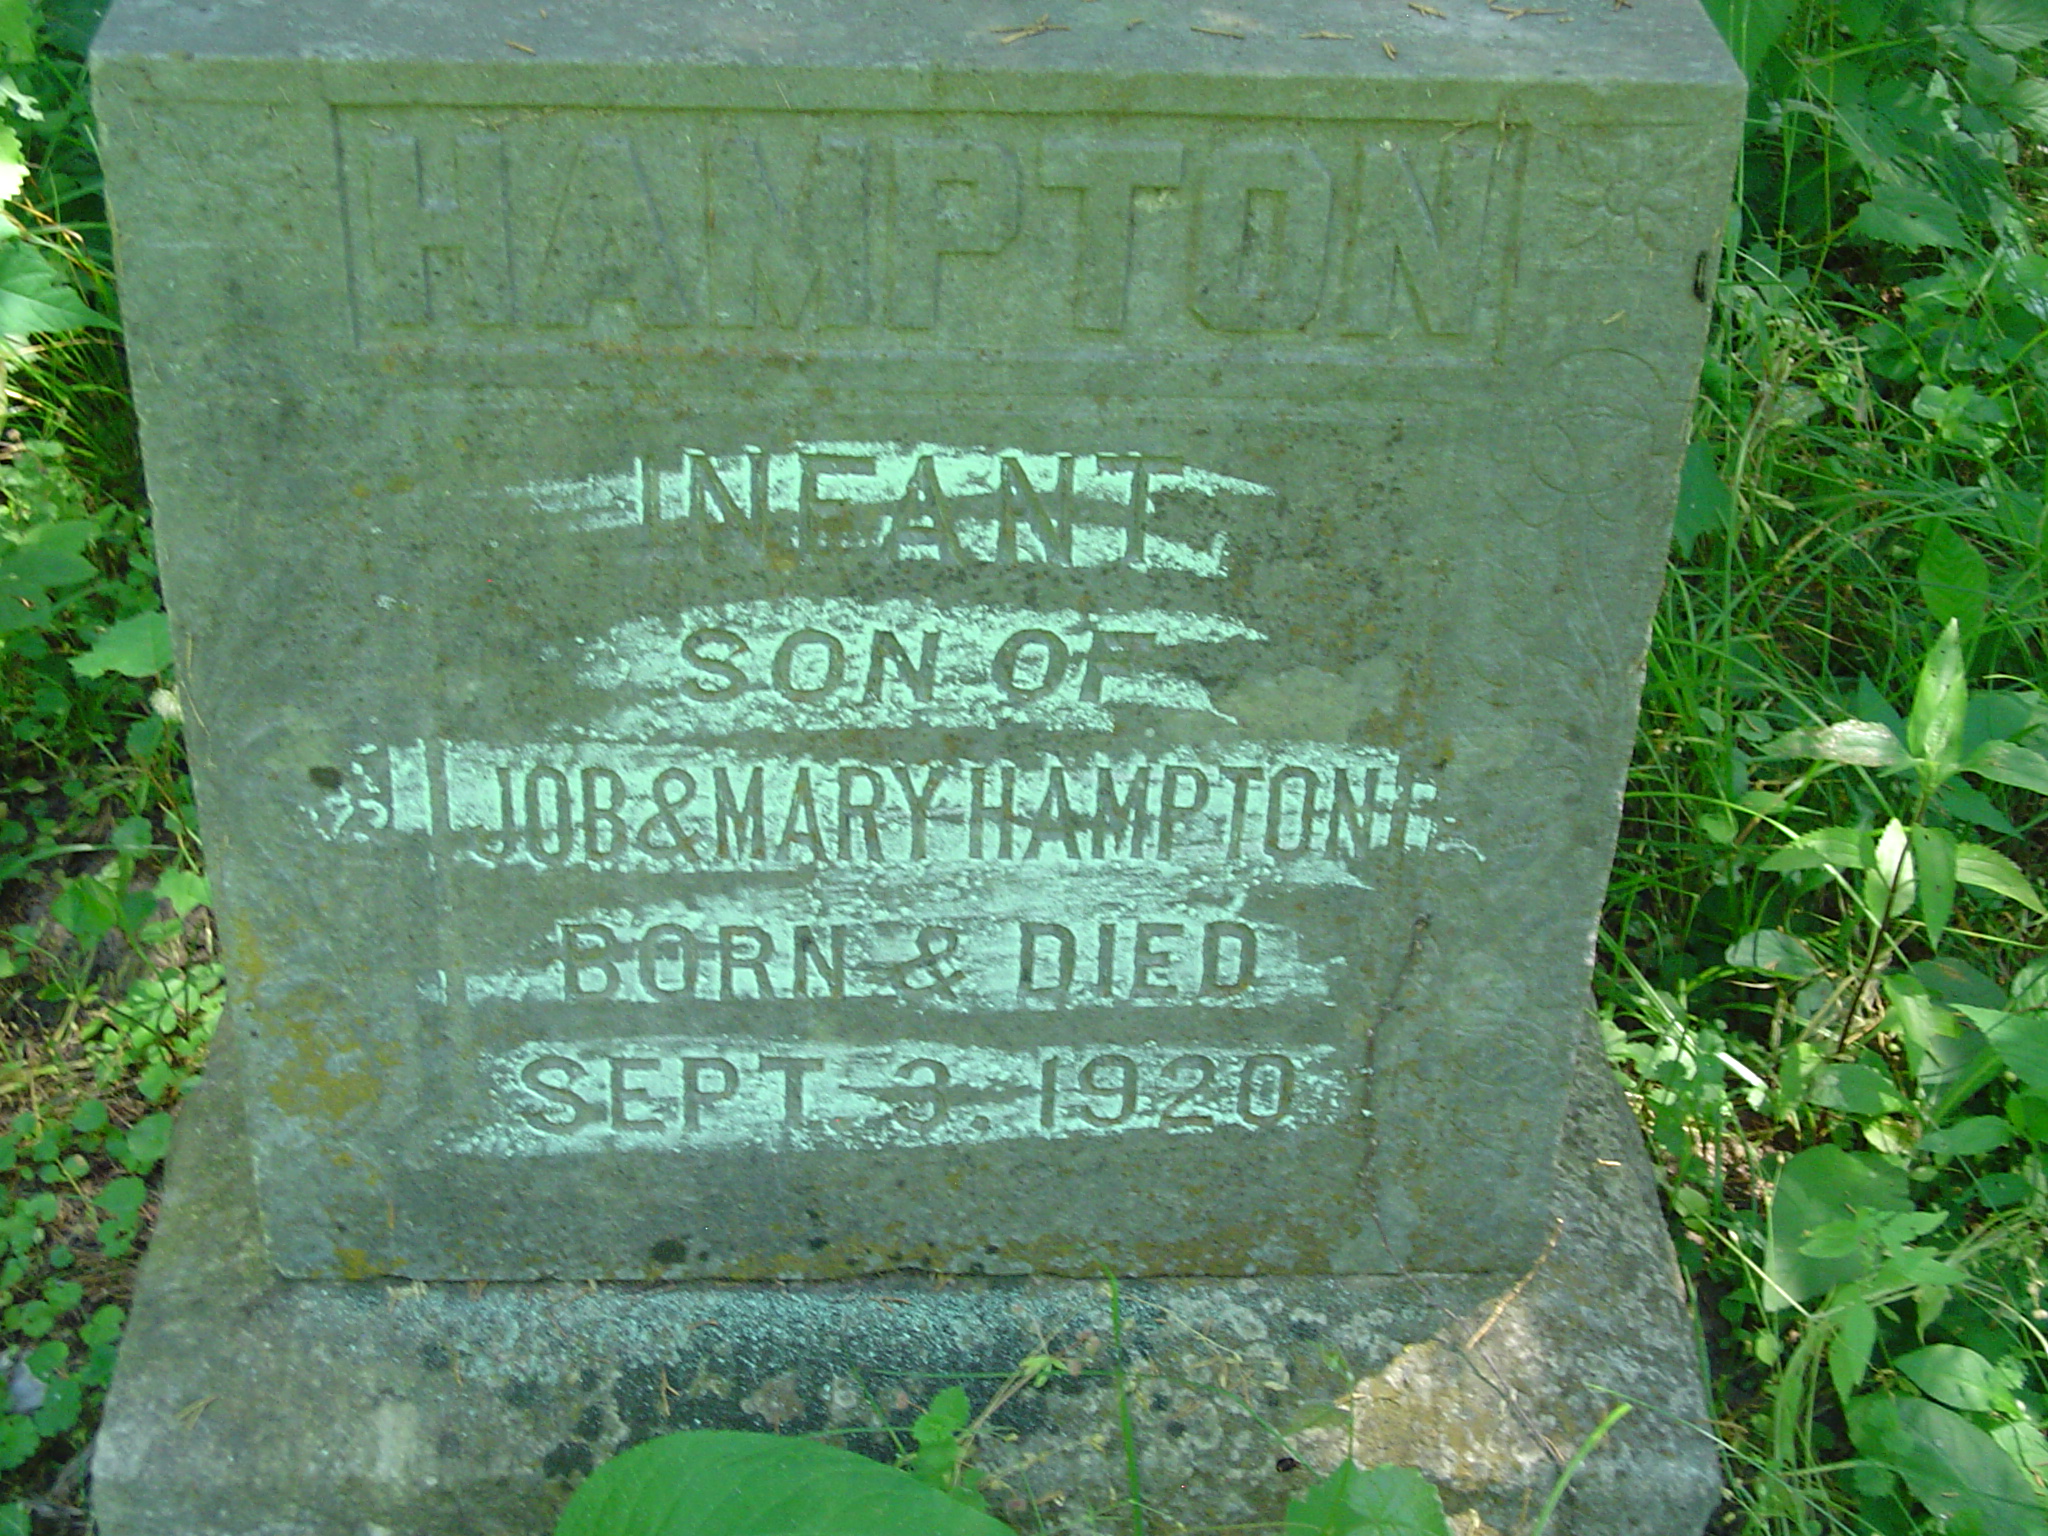 HAMPTON
INFANT
SON OF
JOB & MARY HAMPTON
BORN & DIED
SEPT. 3. 1920